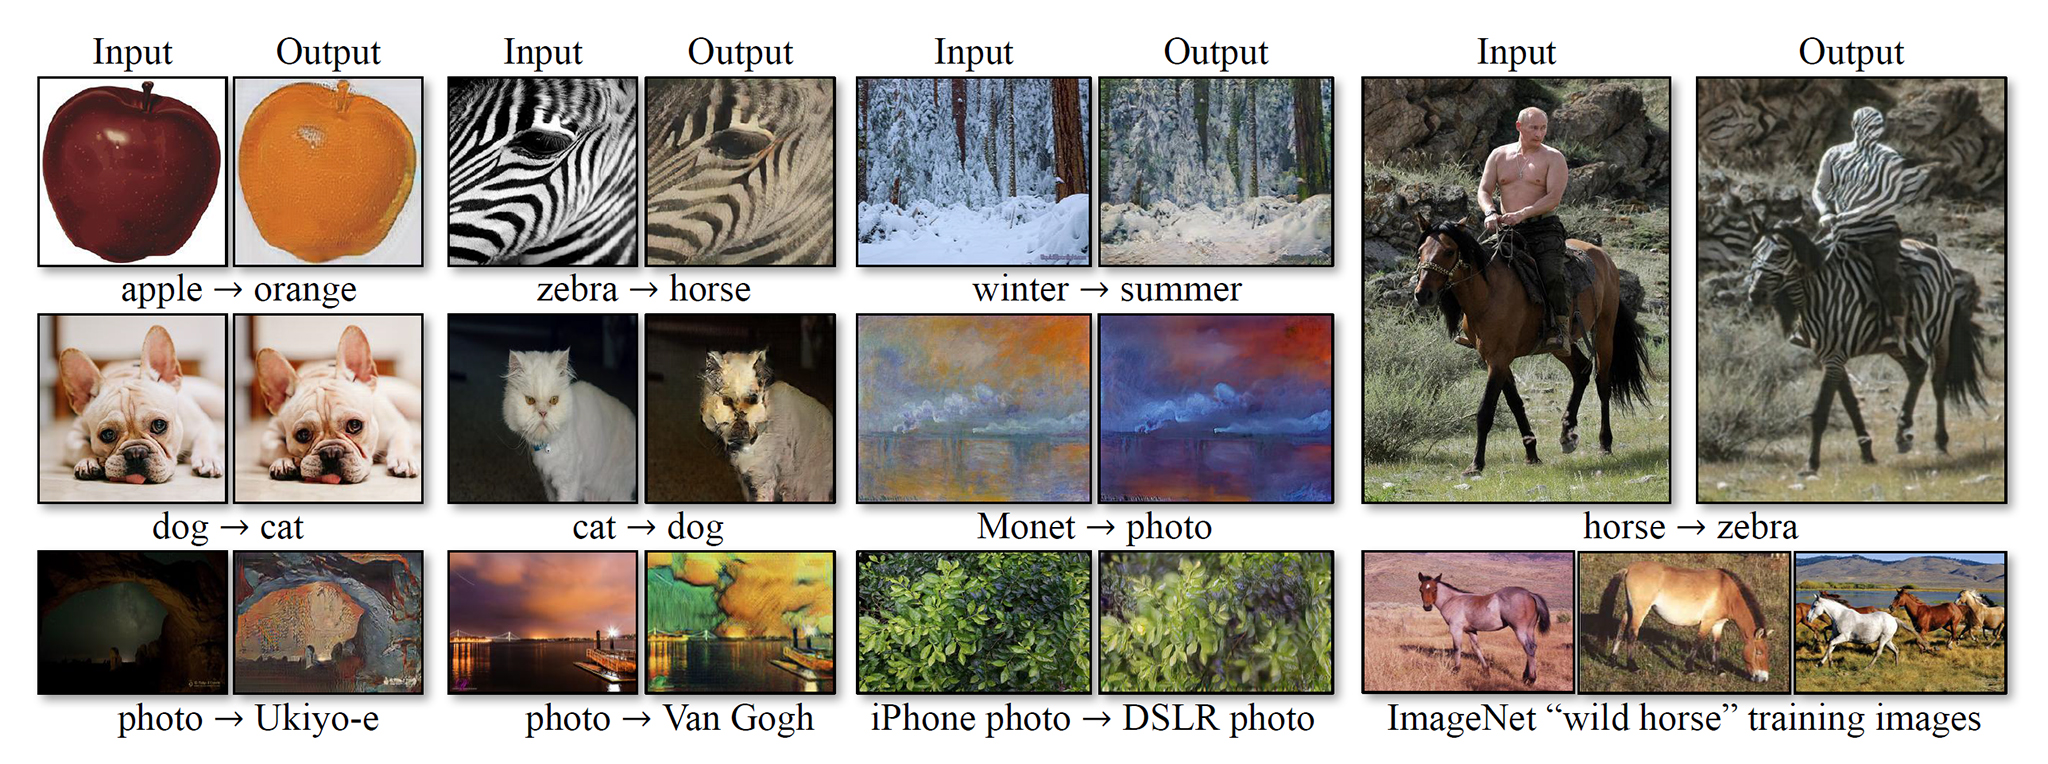 Input Output Input Output Input Output Input Output
apple → orange zebra → horse winter → summer
dog → cat cat → dog Monet → photo horse → zebra
photo → Ukiyo-e photo → Van Gogh iPhone photo → DSLR photo ImageNet “wild horse” training images